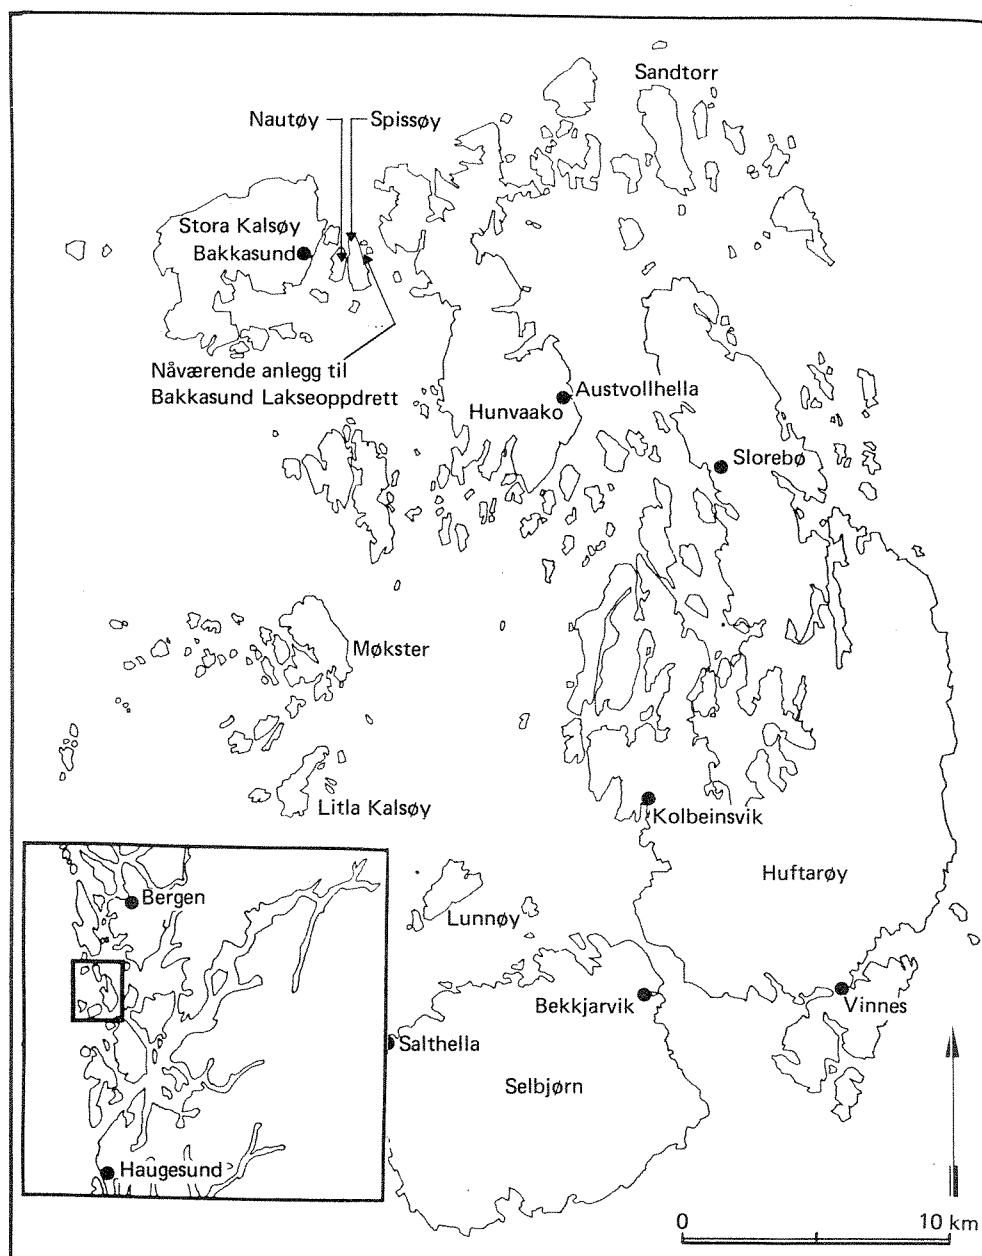 Sandtorr
Nautøy
Spissøy
Stora Kalsøy
Bakkasund
Nåværende anlegg til
Bakkasund Lakseoppdrett
Austvollhella
Hunvaako
Slorebø
Møkster
Litla Kalsøy
Kolbeinsvik
Huftarøy
Lunnøy
Bekkjarvik
Vinnes
Salthella
Selbjørn
Bergen
Haugesund
0 10 km